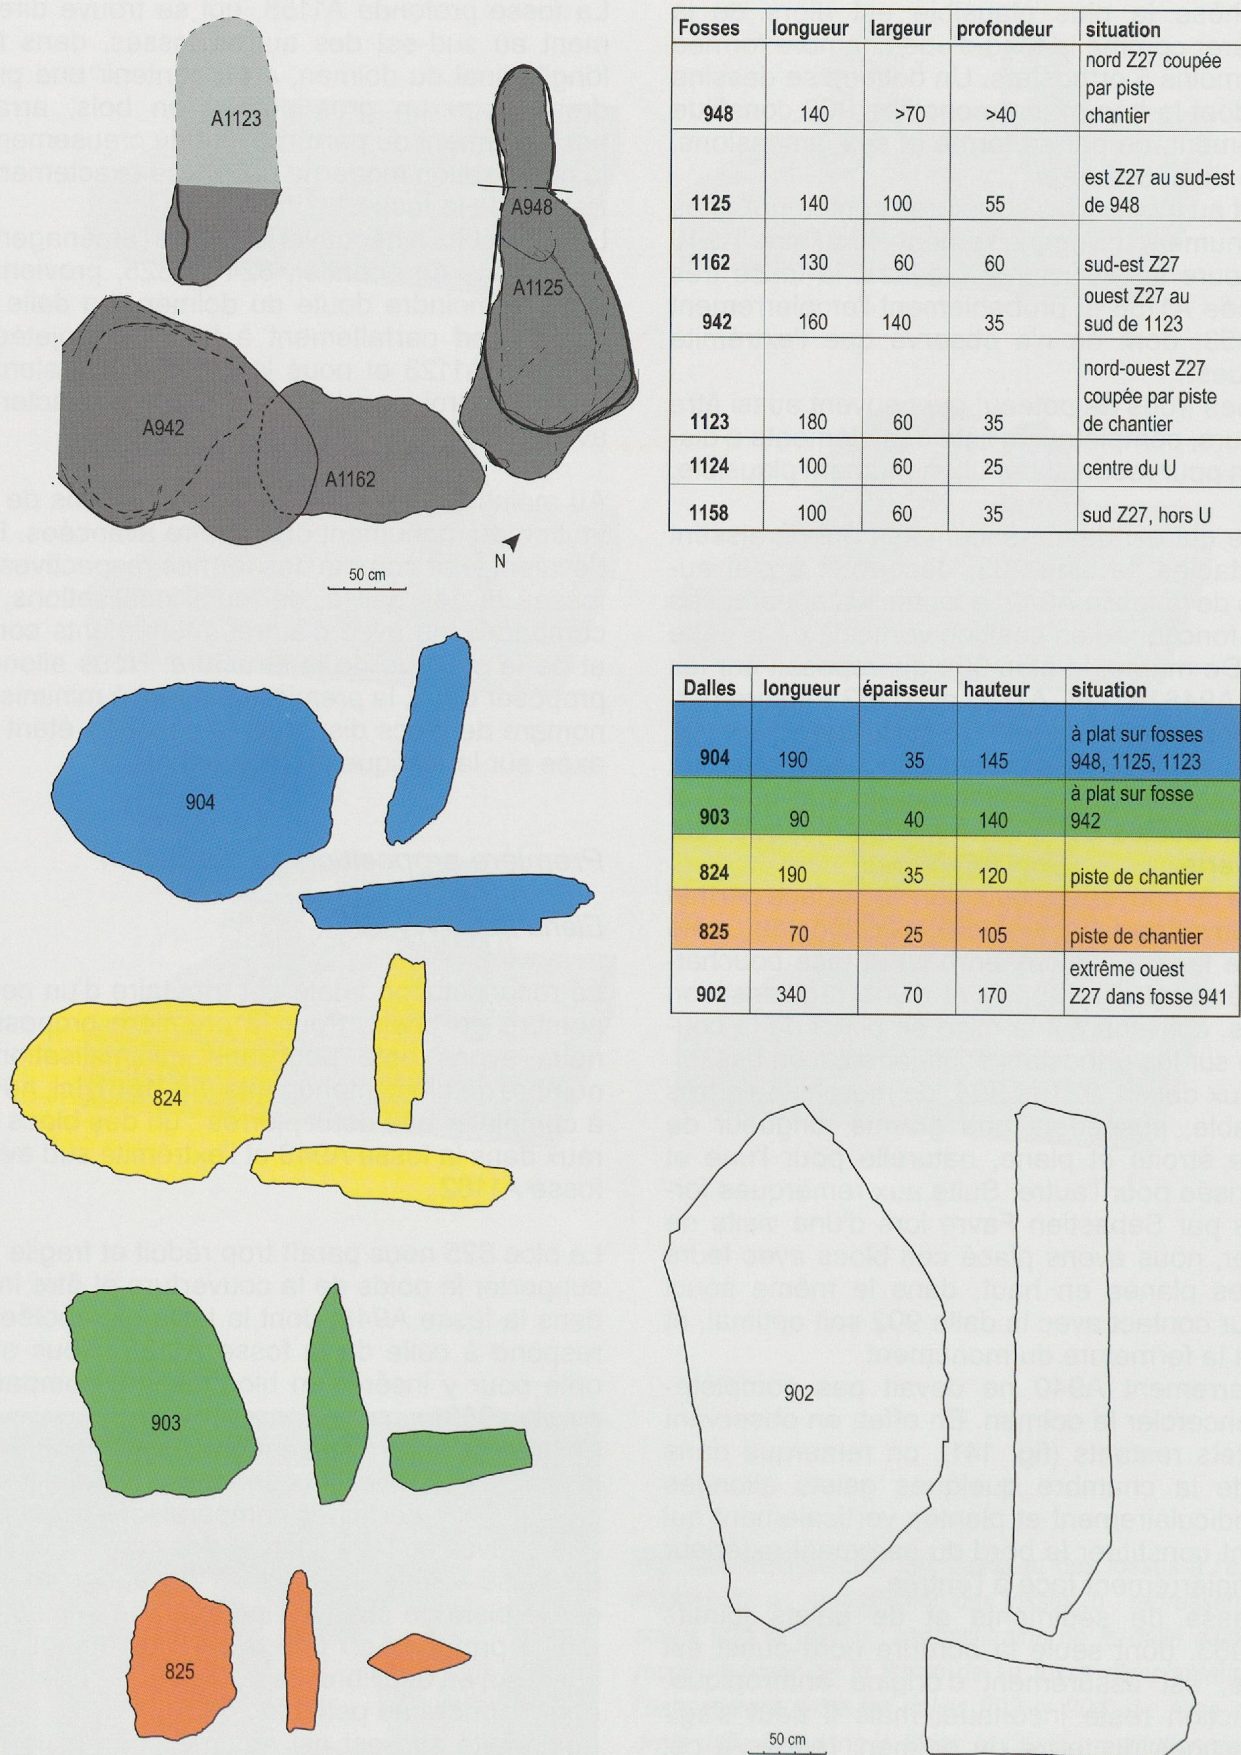 A1123
A948
A1125
A942
A1162
N
50 cm
Fosses longueur largeur profondeur situation
948 140 >70 >40 nord Z27 coupée
par piste
chantier
1125 140 100 55 est Z27 au sud-est
de 948
1162 130 60 60 sud-est Z27
942 160 140 35 ouest Z27 au
sud de 1123
1123 180 60 35 nord-ouest Z27
coupée par piste
de chantier
1124 100 60 25 centre du U
1158 100 60 35 sud Z27, hors U
904
824
903
825
Dalles longueur épaisseur hauteur situation
904 190 35 145 à plat sur fosses
948, 1125, 1123
903 90 40 140 à plat sur fosse
942
824 190 35 120 piste de chantier
825 70 25 105 piste de chantier
902 340 70 170 extrême ouest
Z27 dans fosse 941
902
50 cm